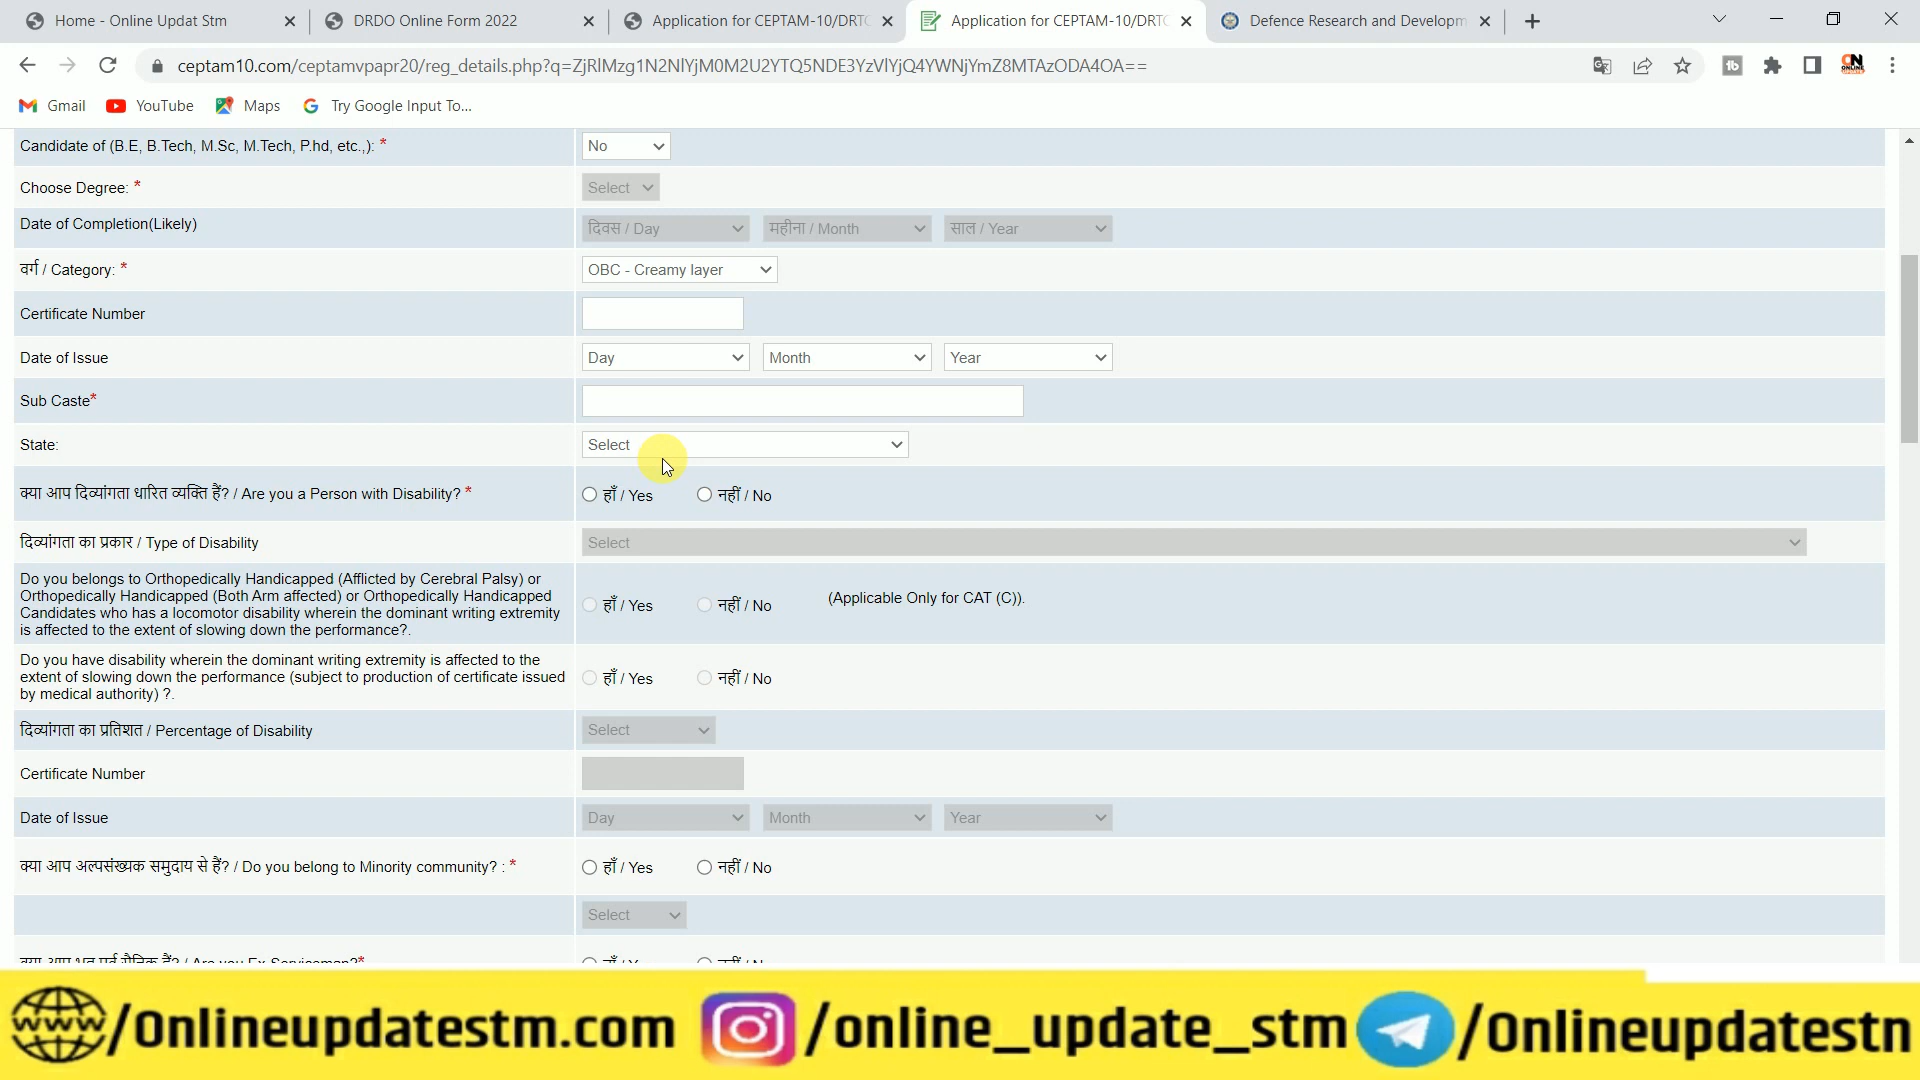 Home - Online Updat Stm
DRDO Online Form 2022
Application for CEPTAM-10/DRTC
Application for CEPTAM-10/DRTC
Defence Research and Developm
ceptam10.com/ceptamvpapr20/reg_details.php?q=ZjRlMzg1N2NlYjM0M2U2YTQ5NDE3YzVlYjQ4YWNjYmZ8MTAzODA4OA==
Gmail YouTube Maps Try Google Input To...
Candidate of (B.E, B.Tech, M.Sc, M.Tech, P.hd, etc.,): * No
Choose Degree: * Select
Date of Completion(Likely) दिवस / Day महीना / Month साल / Year
वर्ग / Category: * OBC - Creamy layer
Certificate Number
Date of Issue Day Month Year
Sub Caste*
State: Select
क्या आप दिव्यांगता धारित व्यक्ति हैं? / Are you a Person with Disability? * हाँ / Yes नहीं / No
दिव्यांगता का प्रकार / Type of Disability Select
Do you belongs to Orthopedically Handicapped (Afflicted by Cerebral Palsy) or
Orthopedically Handicapped (Both Arm affected) or Orthopedically Handicapped
Candidates who has a locomotor disability wherein the dominant writing extremity
is affected to the extent of slowing down the performance?.
हाँ / Yes नहीं / No (Applicable Only for CAT (C)).
Do you have disability wherein the dominant writing extremity is affected to the
extent of slowing down the performance (subject to production of certificate issued
by medical authority) ?.
हाँ / Yes नहीं / No
दिव्यांगता का प्रतिशत / Percentage of Disability Select
Certificate Number
Date of Issue Day Month Year
क्या आप अल्पसंख्यक समुदाय से हैं? / Do you belong to Minority community? : * हाँ / Yes नहीं / No
Select
www/Onlineupdatestm.com /online_update_stm /Onlineupdatestn